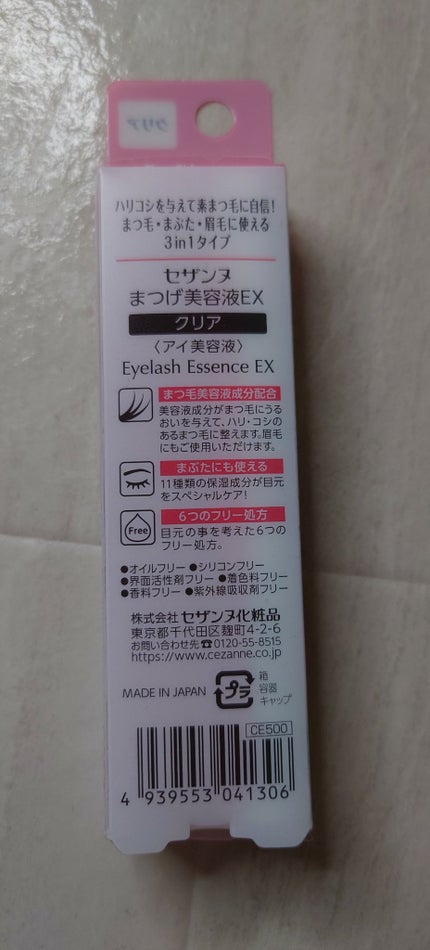 クリア
ハリコシを与えて素まつ毛に自信!
まつ毛・まぶた・眉毛に使える
3in1タイプ
セザンヌ
まつげ美容液EX
クリア
〈アイ美容液〉
Eyelash Essence EX
まつ毛美容液成分配合
美容液成分がまつ毛にうる
おいを与えて、ハリ・コシの
あるまつ毛に整えます。眉毛
にもご使用いただけます。
まぶたにも使える
11種類の保湿成分が目元
をスペシャルケア!
Free
6つのフリー処方
目元の事を考えた6つの
フリー処方。
●オイルフリー ●シリコンフリー
●界面活性剤フリー ●着色料フリー
●香料フリー ●紫外線吸収剤フリー
株式会社 セザンヌ化粧品
東京都千代田区麹町4-2-6
お問い合わせ先☎0120-55-8515
https://www.cezanne.co.jp
MADE IN JAPAN プラ 箱
容器
キャップ
CE500
4 939553 041306